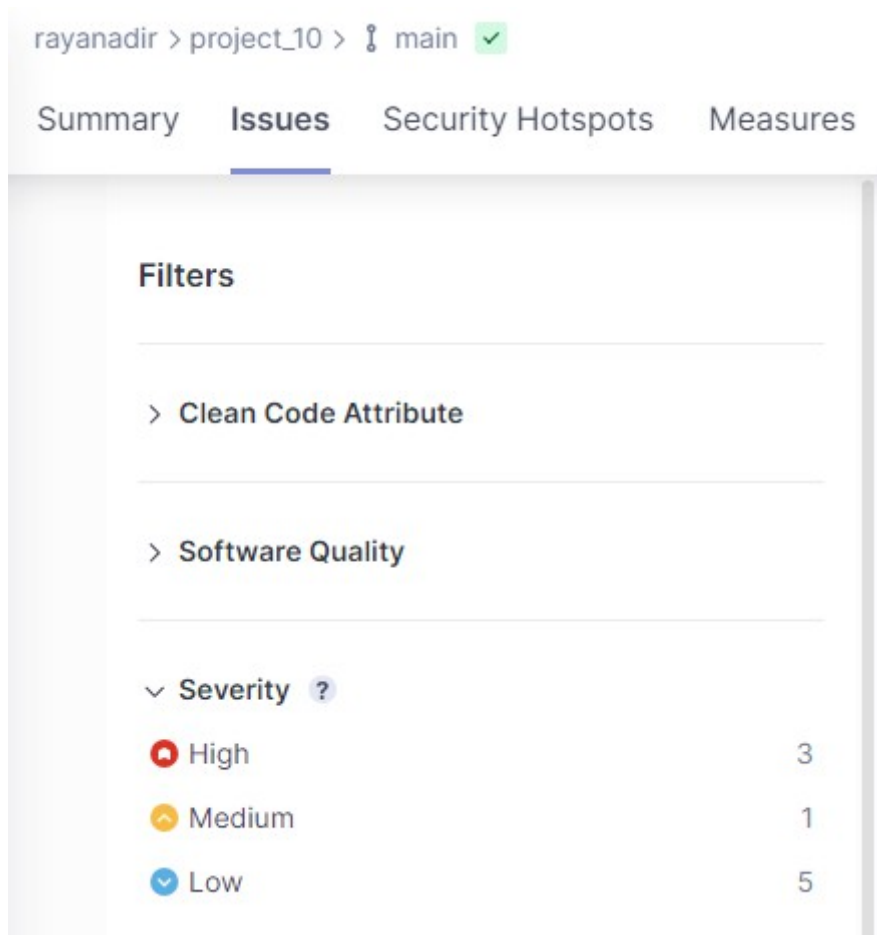 rayanadir > project_10 > main
Summary Issues Security Hotspots Measures
Filters
Clean Code Attribute
Software Quality
Severity ?
High 3
Medium 1
Low 5